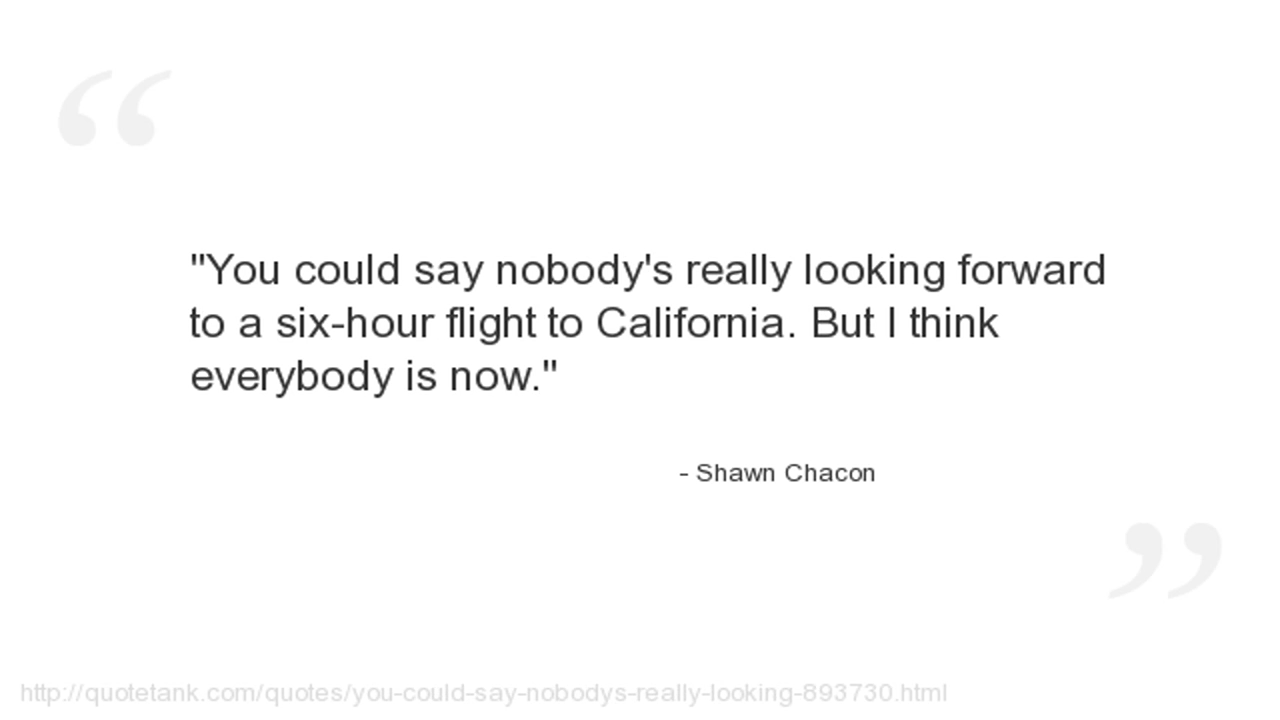 "You could say nobody's really looking forward
to a six-hour flight to California. But I think
everybody is now."
- Shawn Chacon
http://quotetank.com/quotes/you-could-say-nobodys-really-looking-893730.html